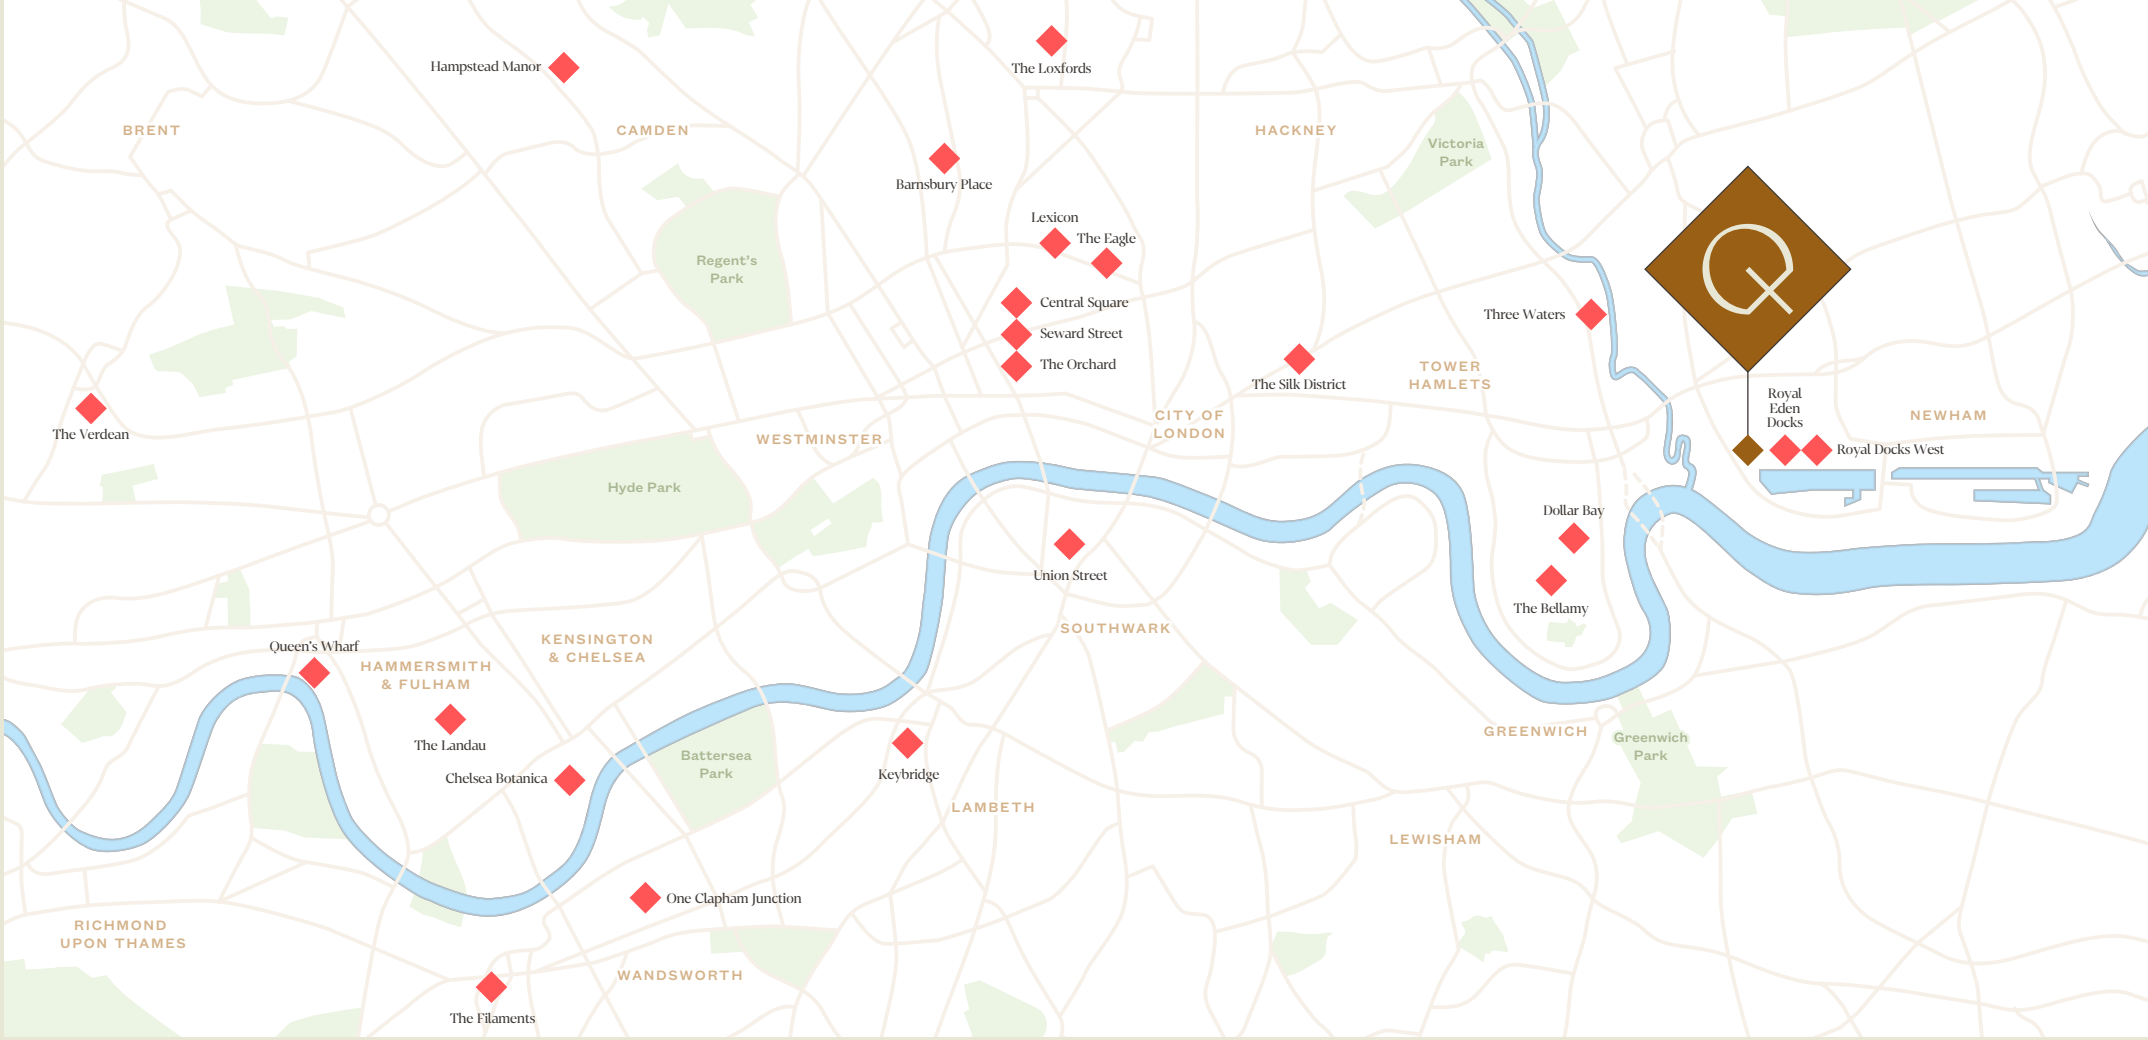 The Loxfords
Hampstead Manor
BRENT
CAMDEN
HACKNEY
Victoria
Park
Barnsbury Place
Lexicon
The Eagle
Regent's
Park
Q
Central Square
Three Waters
Seward Street
The Orchard
TOWER
HAMLETS
The Silk District
Royal
Eden
Docks
The Verdean
WESTMINSTER
CITY OF
LONDON
NEWHAM
Royal Docks West
Hyde Park
Dollar Bay
Union Street
The Bellamy
SOUTHWARK
Queen's Wharf
KENSINGTON
& CHELSEA
HAMMERSMITH
& FULHAM
The Landau
GREENWICH
Greenwich
Park
Battersea
Park
Chelsea Botanica
Keybridge
LAMBETH
LEWISHAM
One Clapham Junction
RICHMOND
UPON THAMES
WANDSWORTH
The Filaments